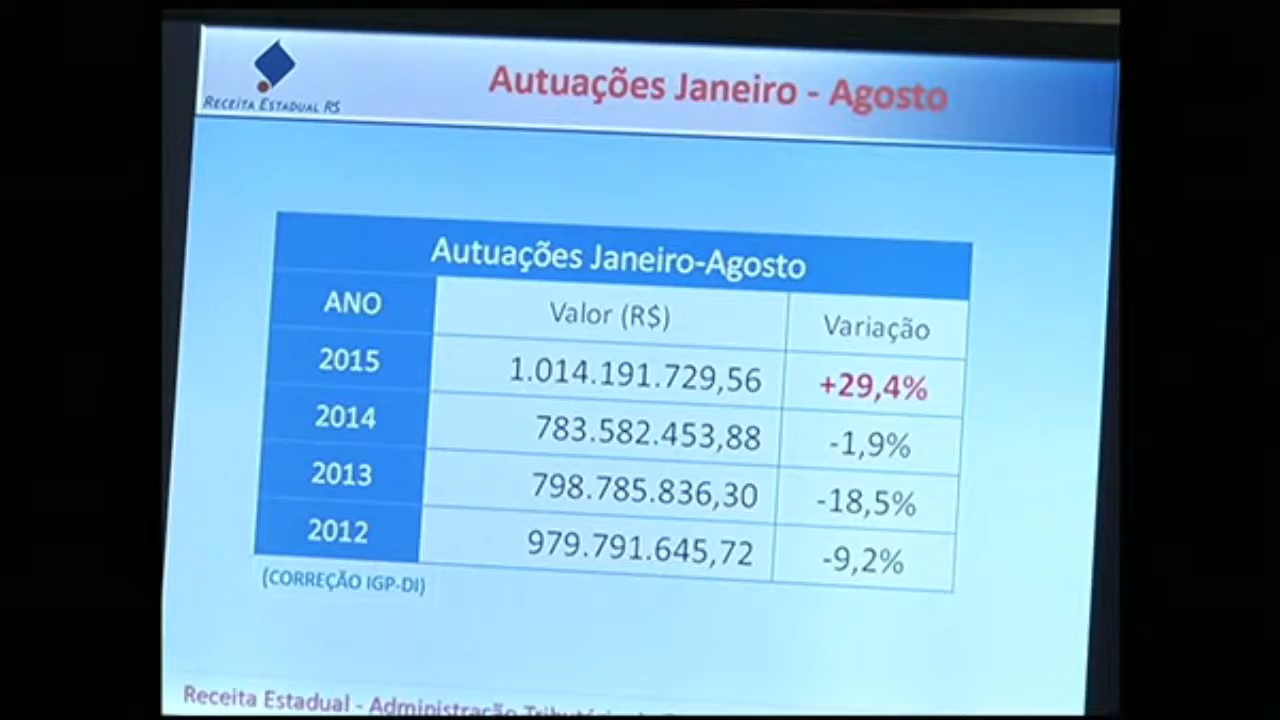 RECEITA ESTADUAL RS
Autuações Janeiro - Agosto
Autuações Janeiro-Agosto
ANO Valor (R$) Variação
2015 1.014.191.729,56 +29,4%
2014 783.582.453,88 -1,9%
2013 798.785.836,30 -18,5%
2012 979.791.645,72 -9,2%
(CORREÇÃO IGP-DI)
Receita Estadual - Administração